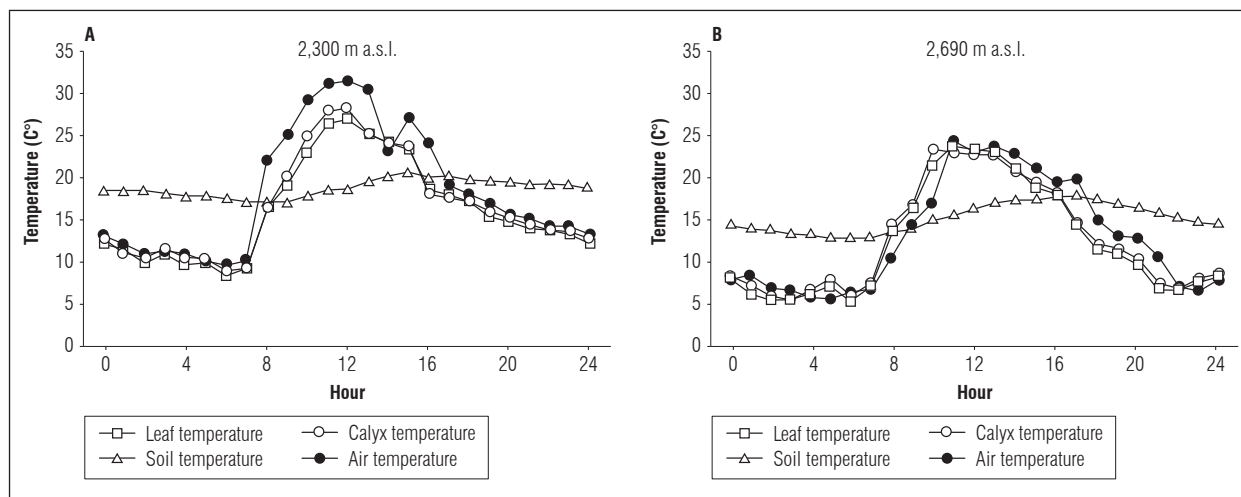 A
2,300 m a.s.l.
35
30
25
20
15
10
5
0
Temperature (C°)
0 4 8 12 16 20 24
Hour
Leaf temperature Calyx temperature
Soil temperature Air temperature
B
2,690 m a.s.l.
35
30
25
20
15
10
5
0
Temperature (C°)
0 4 8 12 16 20 24
Hour
Leaf temperature Calyx temperature
Soil temperature Air temperature